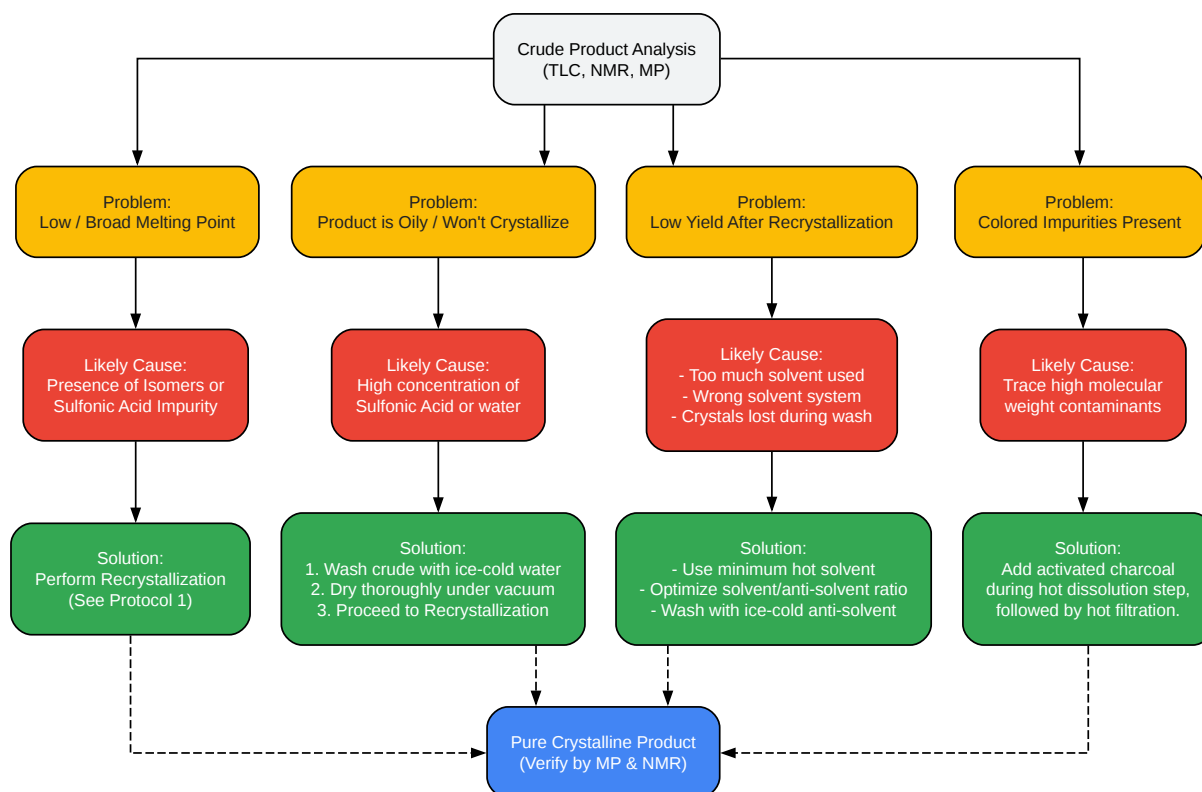 Crude Product Analysis
(TLC, NMR, MP)
Problem:
Low / Broad Melting Point
Problem:
Product is Oily / Won't Crystallize
Problem:
Low Yield After Recrystallization
Problem:
Colored Impurities Present
Likely Cause:
Presence of Isomers or
Sulfonic Acid Impurity
Likely Cause:
High concentration of
Sulfonic Acid or water
Likely Cause:
- Too much solvent used
- Wrong solvent system
- Crystals lost during wash
Likely Cause:
Trace high molecular
weight contaminants
Solution:
Perform Recrystallization
(See Protocol 1)
Solution:
1. Wash crude with ice-cold water
2. Dry thoroughly under vacuum
3. Proceed to Recrystallization
Solution:
- Use minimum hot solvent
- Optimize solvent/anti-solvent ratio
- Wash with ice-cold anti-solvent
Solution:
Add activated charcoal
during hot dissolution step,
followed by hot filtration.
Pure Crystalline Product
(Verify by MP & NMR)